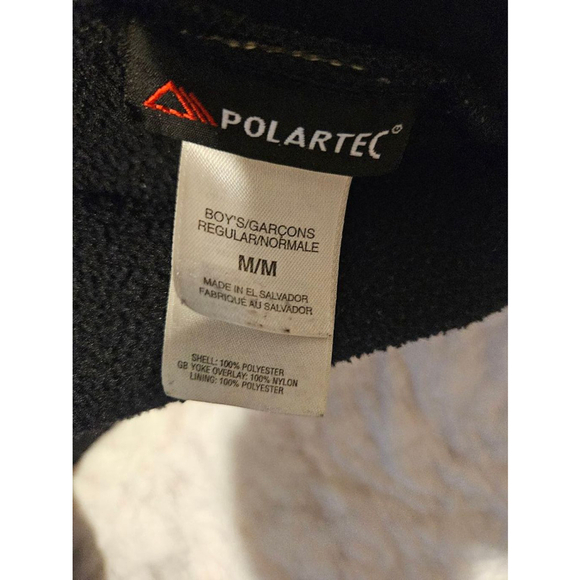 POLARTEC®
BOY'S/GARÇONS
REGULAR/NORMALE
M/M
MADE IN EL SALVADOR
FABRIQUÉ AU SALVADOR
SHELL: 100% POLYESTER
GB YOKE OVERLAY: 100% NYLON
LINING: 100% POLYESTER